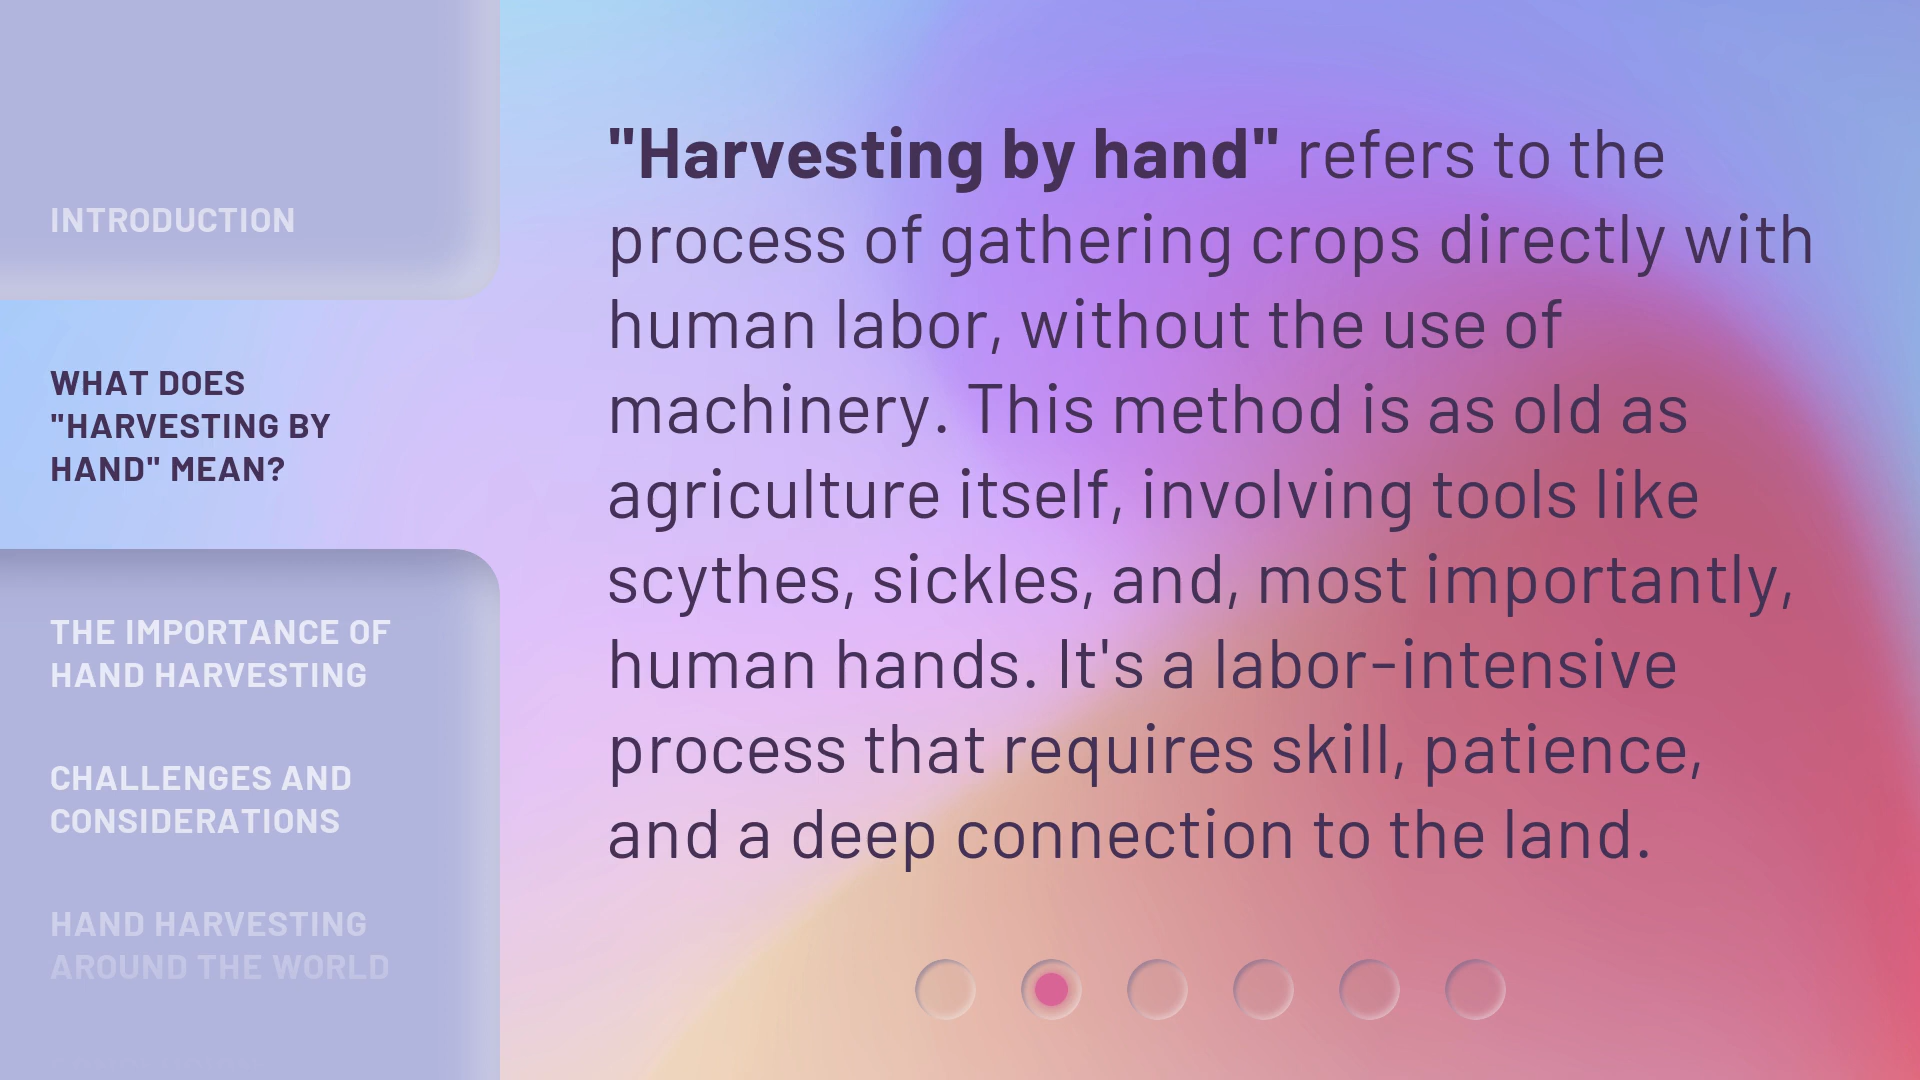 INTRODUCTION
WHAT DOES
"HARVESTING BY
HAND" MEAN?
THE IMPORTANCE OF
HAND HARVESTING
CHALLENGES AND
CONSIDERATIONS
HAND HARVESTING
AROUND THE WORLD
"Harvesting by hand" refers to the
process of gathering crops directly with
human labor, without the use of
machinery. This method is as old as
agriculture itself, involving tools like
scythes, sickles, and, most importantly,
human hands. It's a labor-intensive
process that requires skill, patience,
and a deep connection to the land.